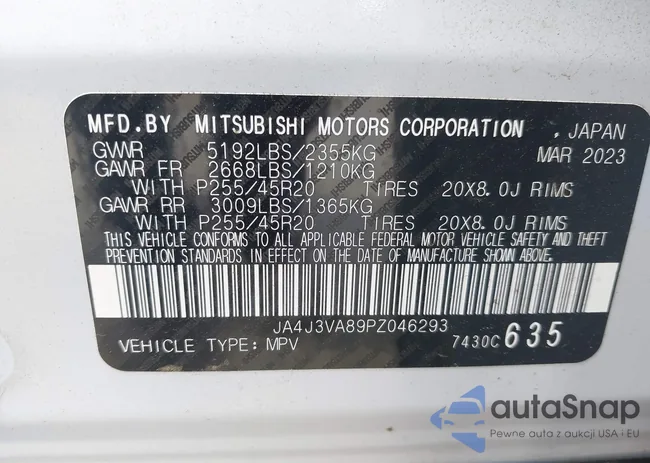 MFD.BY MITSUBISHI MOTORS CORPORATION , JAPAN
GVWR 5192LBS/2355KG MAR 2023
GAWR FR 2668LBS/1210KG
WITH P255/45R20 TIRES 20X8.0J RIMS
GAWR RR 3009LBS/1365KG
WITH P255/45R20 TIRES 20X8.0J RIMS
THIS VEHICLE CONFORMS TO ALL APPLICABLE FEDERAL MOTOR VEHICLE SAFETY AND THEFT
PREVENTION STANDARDS IN EFFECT ON THE DATE OF MANUFACTURE SHOWN ABOVE.
JA4J3VA89PZ046293
VEHICLE TYPE: MPV 7430C 635
autaSnap
Pewne auta z aukcji USA i EU